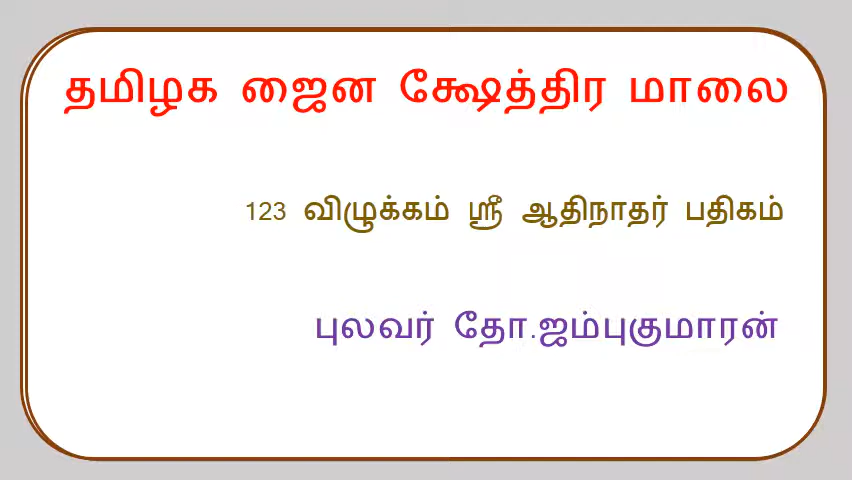 தமிழக ஜைன க்ஷேத்திர மாலை
123 விழுக்கம் ஸ்ரீ ஆதிநாதர் பதிகம்
புலவர் தோ.ஜம்புகுமாரன்